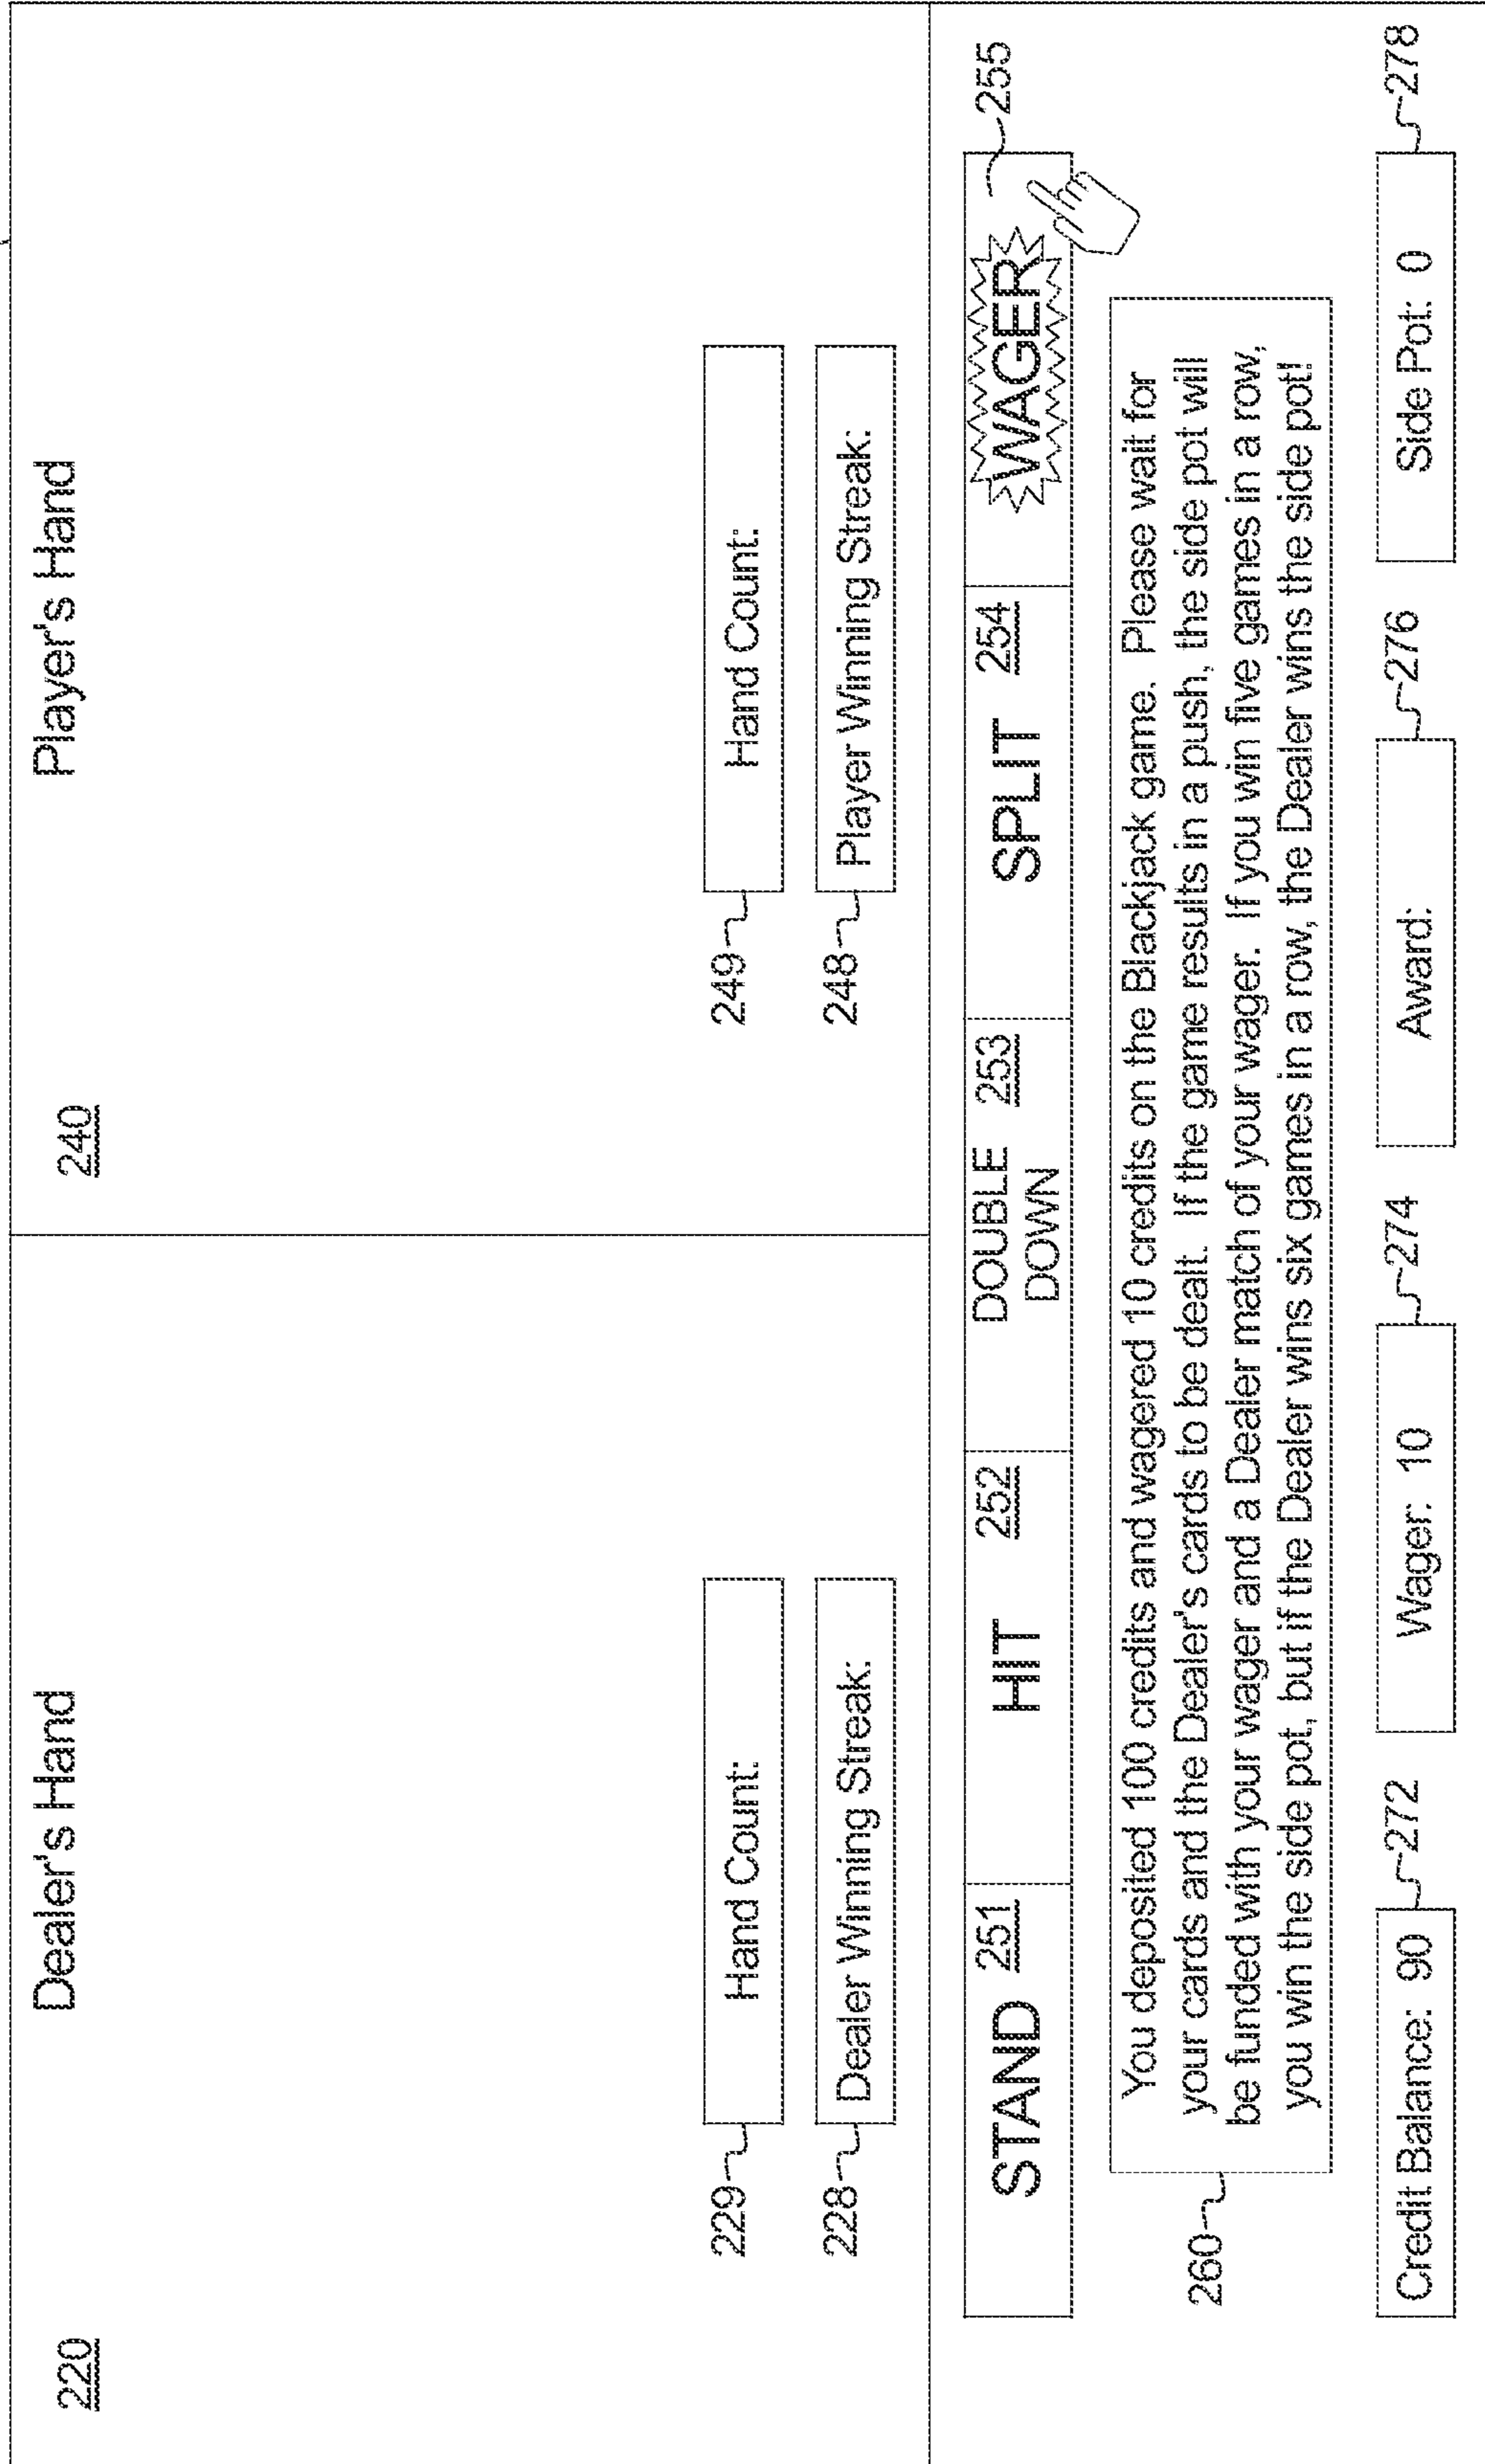 220
Dealer's Hand
240
Player's Hand
229
Hand Count:
249
Hand Count:
228
Dealer Winning Streak:
248
Player Winning Streak:
STAND 251
HIT 252
DOUBLE 253
DOWN
SPLIT 254
WAGER
255
260
You deposited 100 credits and wagered 10 credits on the Blackjack game. Please wait for
your cards and the Dealer's cards to be dealt. If the game results in a push, the side pot will
be funded with your wager and a Dealer match of your wager. If you win five games in a row,
you win the side pot, but if the Dealer wins six games in a row, the Dealer wins the side pot!
Credit Balance: 90
272
Wager: 10
274
Award:
276
Side Pot: 0
278